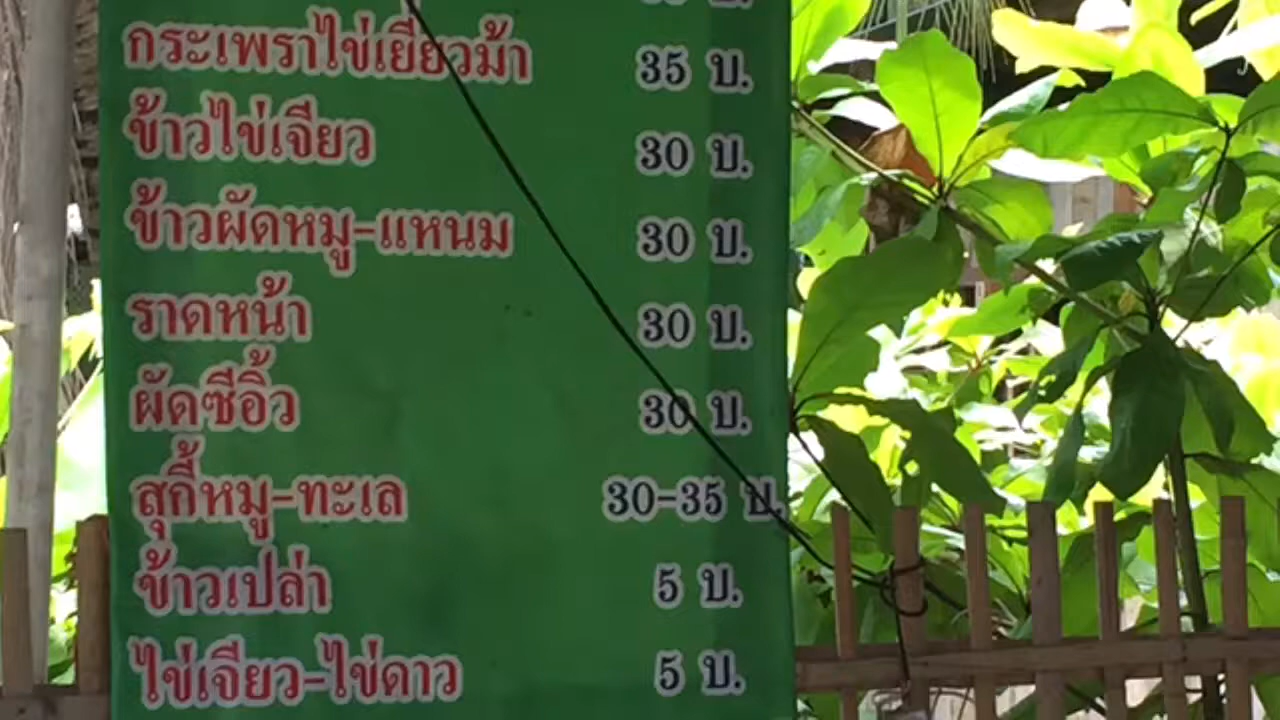 กระเพราไข่เยียวม้า 35 บ.
ข้าวไข่เจียว 30 บ.
ข้าวผัดหมู-แหนม 30 บ.
ราดหน้า 30 บ.
ผัดซีอิ้ว 30 บ.
สุกี้หมู-ทะเล 30-35 บ.
ข้าวเปล่า 5 บ.
ไข่เจียว-ไข่ดาว 5 บ.